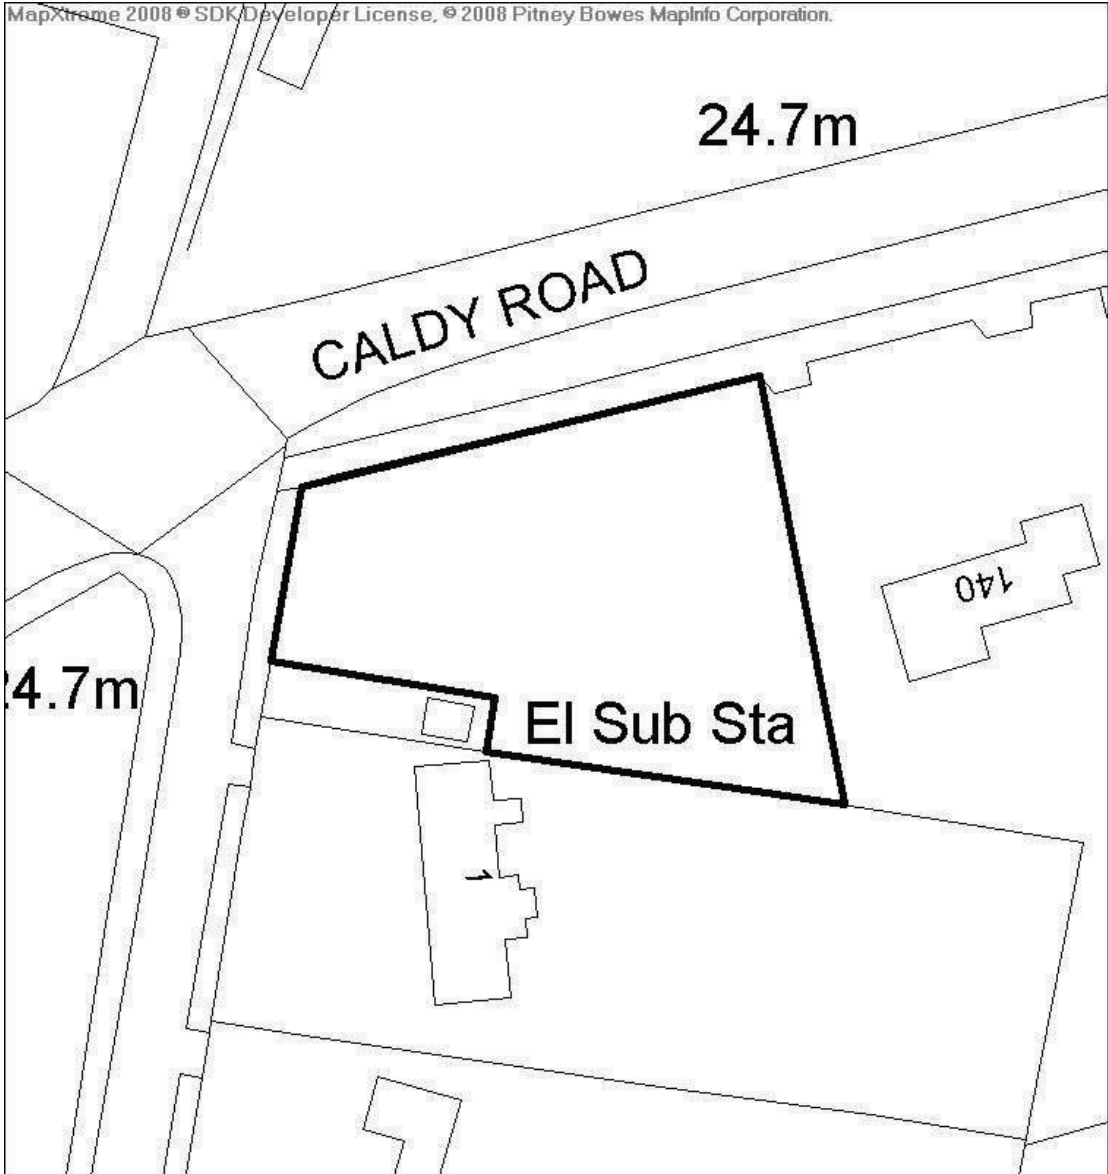 MapXtreme 2008 ® SDK Developer License, © 2008 Pitney Bowes MapInfo Corporation.
24.7m
CALDY ROAD
140
24.7m
El Sub Sta
1